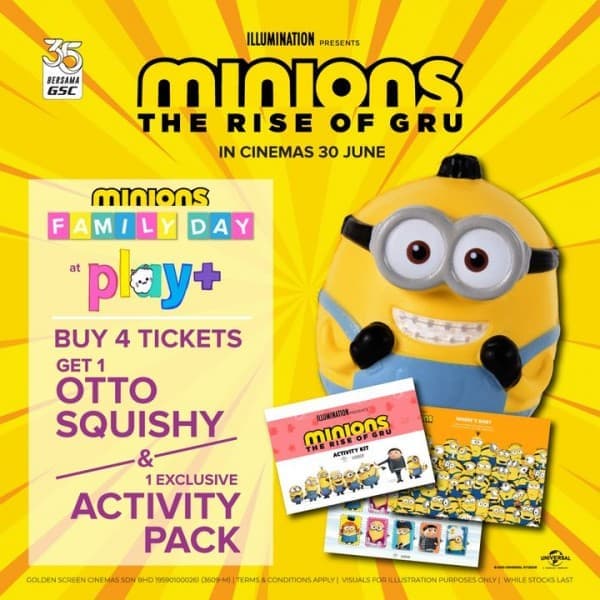 35
BERSAMA
GSC
ILLUMINATION PRESENTS
minions
THE RISE OF GRU
IN CINEMAS 30 JUNE
minions
FAMILY DAY
at play+
BUY 4 TICKETS
GET 1
OTTO
SQUISHY
&
1 EXCLUSIVE
ACTIVITY
PACK
ILLUMINATION PRESENTS
minions
THE RISE OF GRU
ACTIVITY KIT
minions
UNIVERSAL
GOLDEN SCREEN CINEMAS SDN BHD 195901000261 (3609-M) | TERMS & CONDITIONS APPLY | VISUALS FOR ILLUSTRATION PURPOSES ONLY | WHILE STOCKS LAST